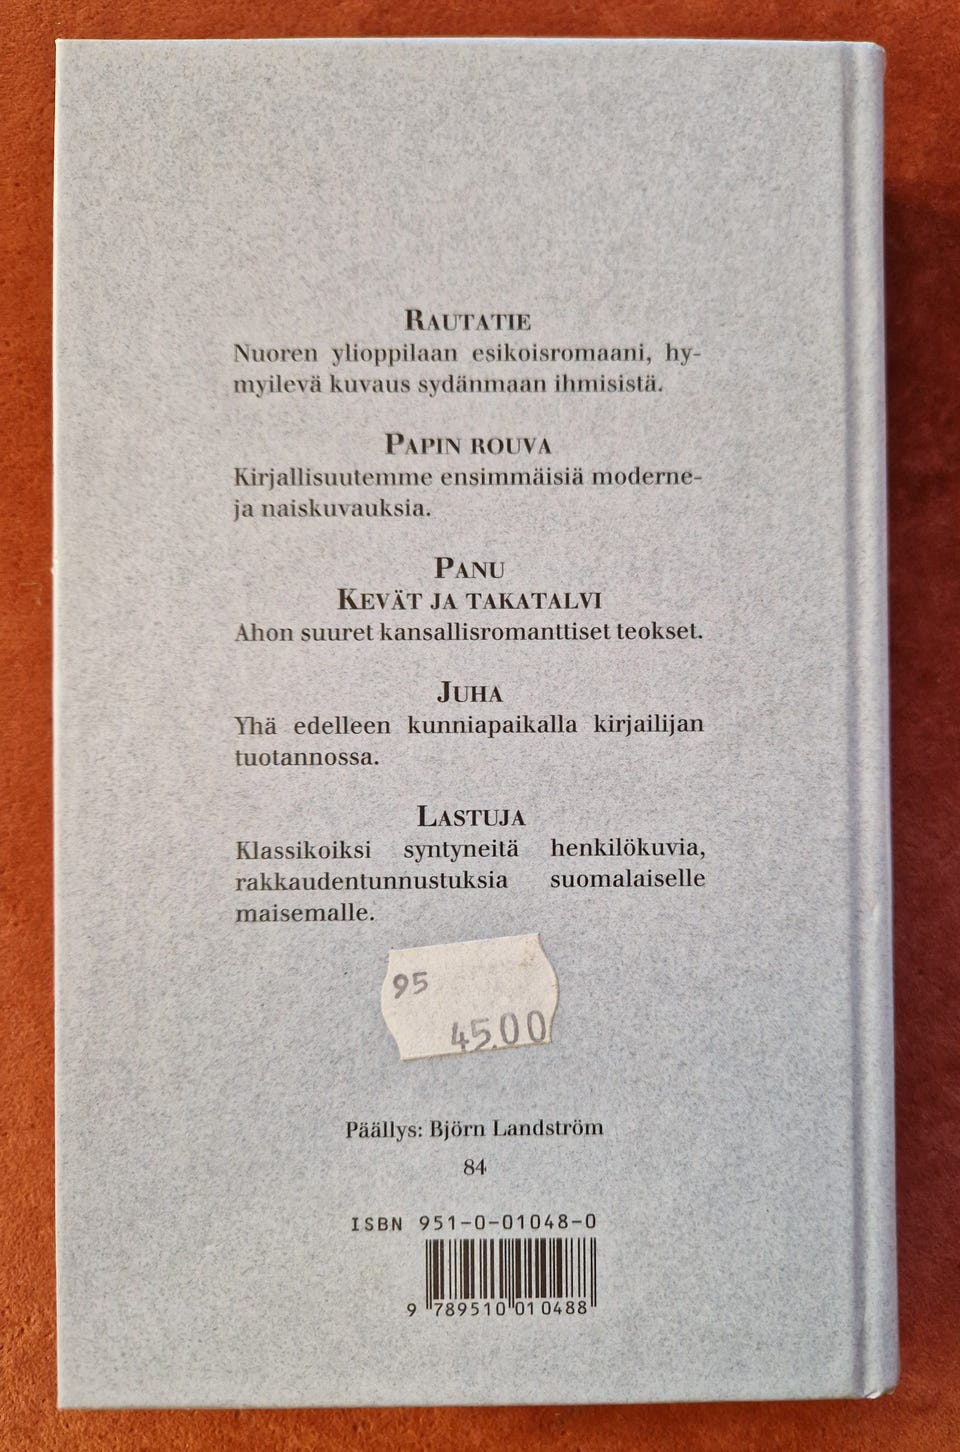 RAUTATIE
Nuoren ylioppilaan esikoisromaani, hy-
myilevä kuvaus sydänmaan ihmisistä.
PAPIN ROUVA
Kirjallisuutemme ensimmäisiä moderne-
ja naiskuvauksia.
PANU
KEVÄT JA TAKATALVI
Ahon suuret kansallisromanttiset teokset.
JUHA
Yhä edelleen kunniapaikalla kirjailijan
tuotannossa.
LASTUJA
Klassikoiksi syntyneitä henkilökuvia,
rakkaudentunnustuksia suomalaiselle
maisemalle.
95
45.00
Päällys: Björn Landström
84
ISBN 951-0-01048-0
9 789510 010488